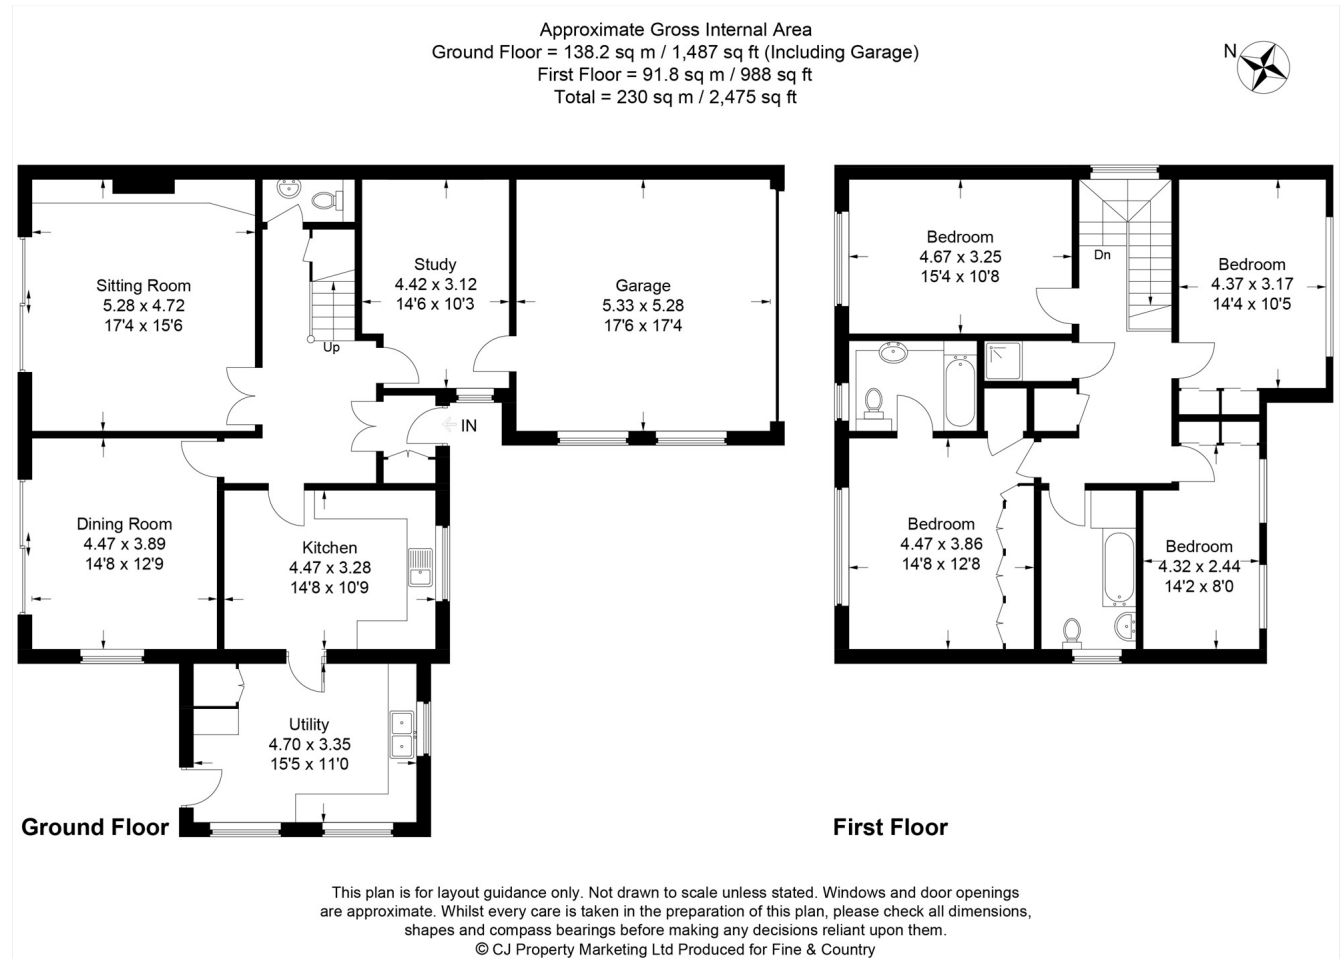 Approximate Gross Internal Area
Ground Floor = 138.2 sq m / 1,487 sq ft (Including Garage)
First Floor = 91.8 sq m / 988 sq ft
Total = 230 sq m / 2,475 sq ft
N
Sitting Room
5.28 x 4.72
17'4 x 15'6
Study
4.42 x 3.12
14'6 x 10'3
Garage
5.33 x 5.28
17'6 x 17'4
Up
IN
Dining Room
4.47 x 3.89
14'8 x 12'9
Kitchen
4.47 x 3.28
14'8 x 10'9
Utility
4.70 x 3.35
15'5 x 11'0
Ground Floor
Bedroom
4.67 x 3.25
15'4 x 10'8
Dn
Bedroom
4.37 x 3.17
14'4 x 10'5
Bedroom
4.47 x 3.86
14'8 x 12'8
Bedroom
4.32 x 2.44
14'2 x 8'0
First Floor
This plan is for layout guidance only. Not drawn to scale unless stated. Windows and door openings
are approximate. Whilst every care is taken in the preparation of this plan, please check all dimensions,
shapes and compass bearings before making any decisions reliant upon them.
© CJ Property Marketing Ltd Produced for Fine & Country